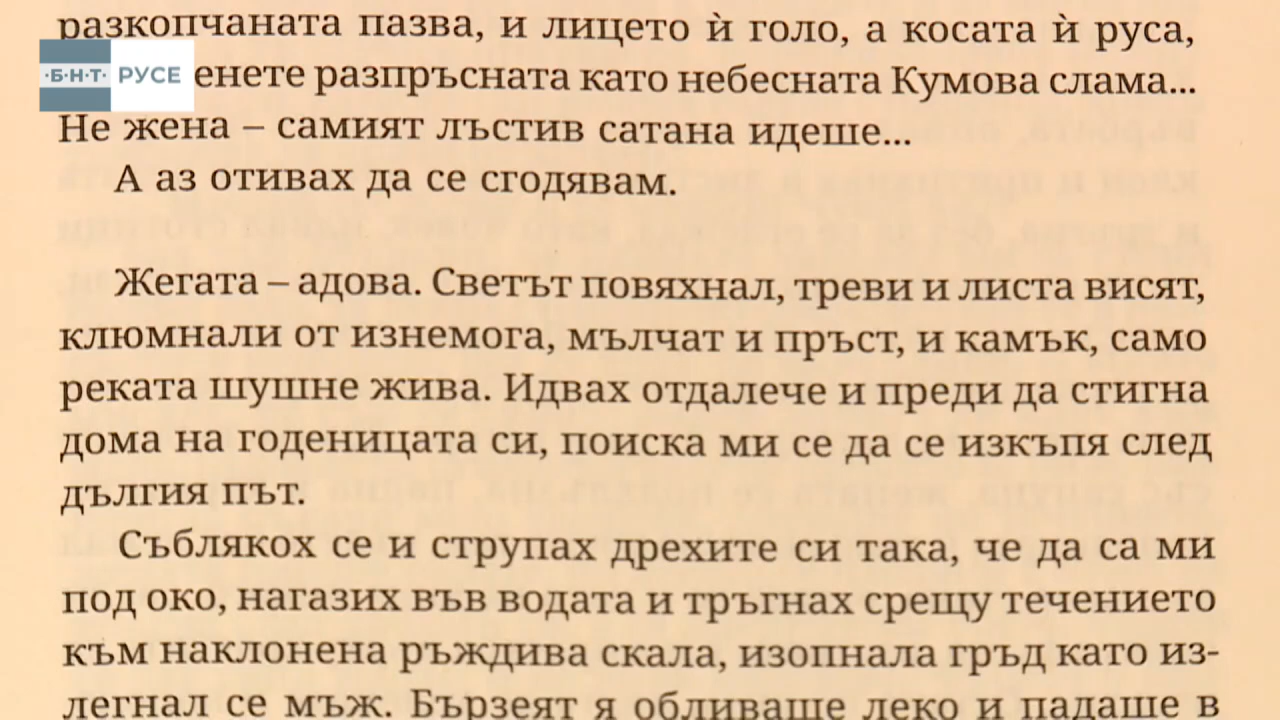 разкопчаната пазва, и лицето ѝ голо, а косата ѝ руса,
·Б·Н·Т· РУСЕ
разпръсната като небесната Кумова слама...
Не жена – самият лъстив сатана идеше...
А аз отивах да се сгодявам.
Жегата – адова. Светът повяхнал, треви и листа висят,
клюмнали от изнемога, мълчат и пръст, и камък, само
реката шушне жива. Идвах отдалече и преди да стигна
дома на годеницата си, поиска ми се да се изкъпя след
дългия път.
Съблякох се и струпах дрехите си така, че да са ми
под око, нагазих във водата и тръгнах срещу течението
към наклонена ръждива скала, изопнала гръд като из-
легнал се мъж. Бързеят я обливаше леко и падаше в